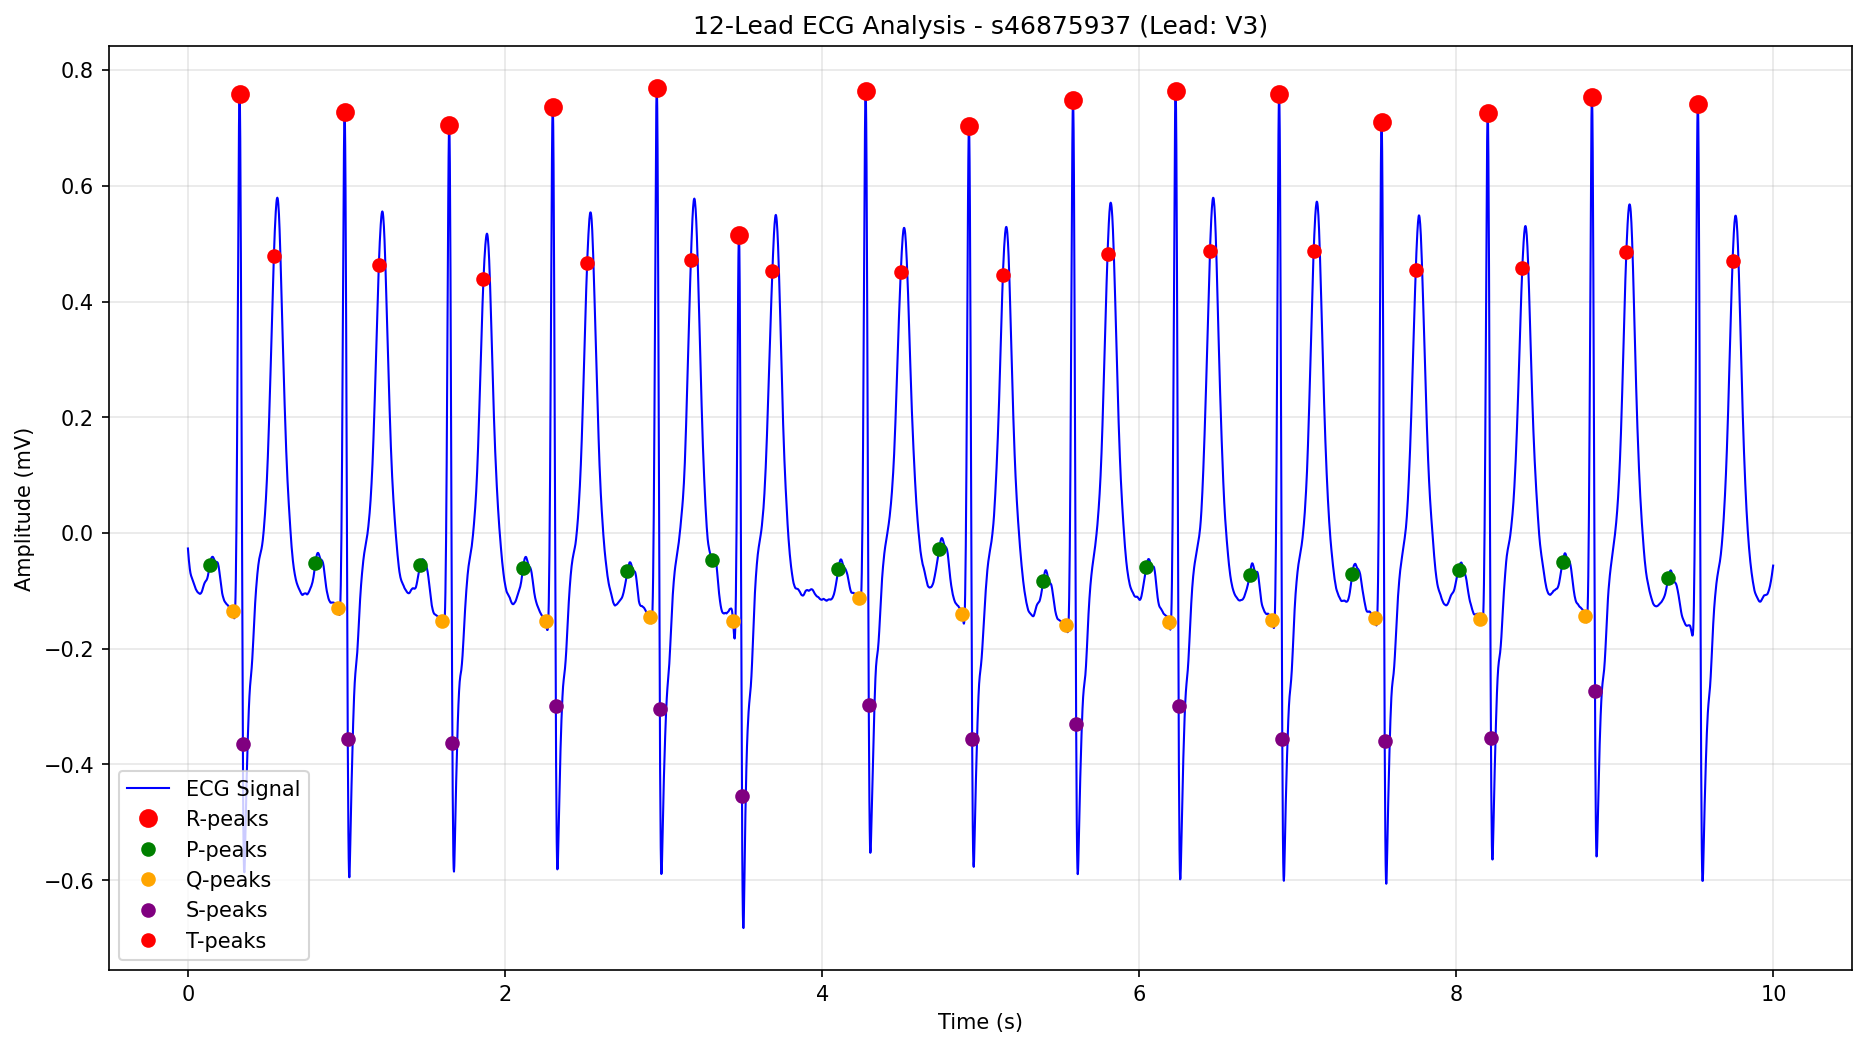 12-Lead ECG Analysis - s46875937 (Lead: V3)
0.8
0.6
0.4
0.2
0.0
−0.2
−0.4
−0.6
Amplitude (mV)
ECG Signal
R-peaks
P-peaks
Q-peaks
S-peaks
T-peaks
0 2 4 6 8 10
Time (s)